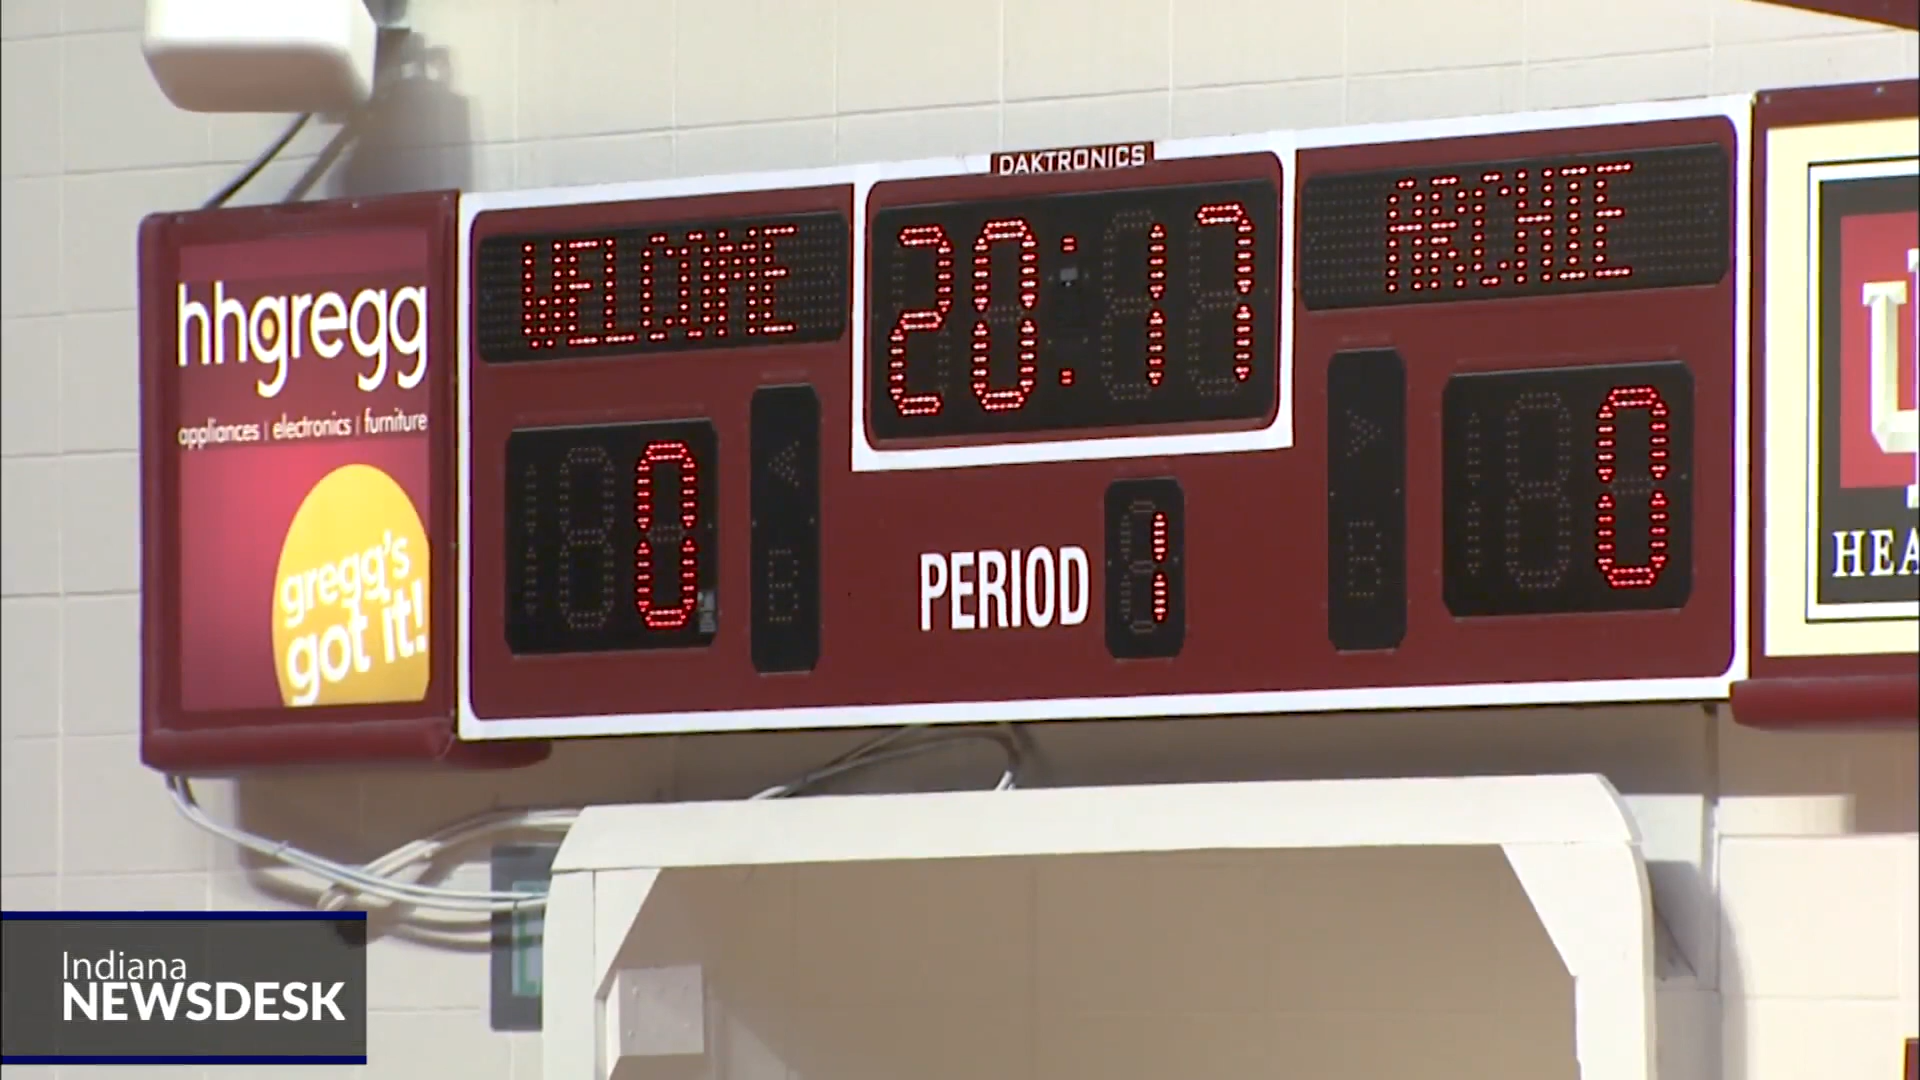 DAKTRONICS
WELCOME
20:17
ARCHIE
hhgregg
appliances | electronics | furniture
gregg's
got it!
0
PERIOD 1
0
HEA
Indiana
NEWSDESK